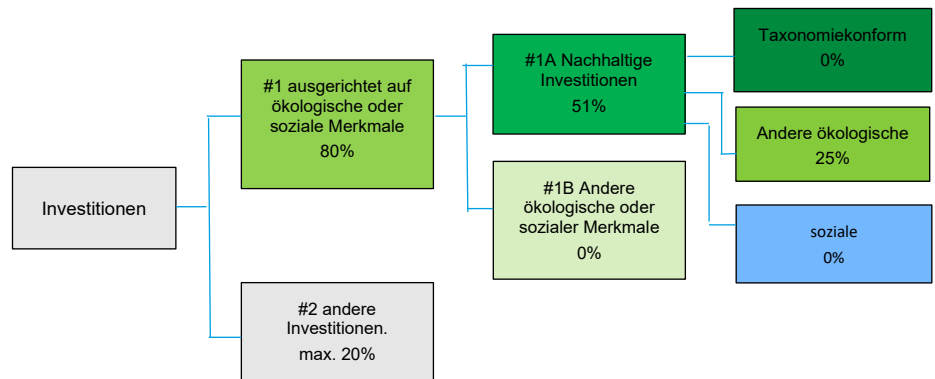 Investitionen
#1 ausgerichtet auf
ökologische oder
soziale Merkmale
80%
#2 andere
Investitionen.
max. 20%
#1A Nachhaltige
Investitionen
51%
#1B Andere
ökologische oder
sozialer Merkmale
0%
Taxonomiekonform
0%
Andere ökologische
25%
soziale
0%